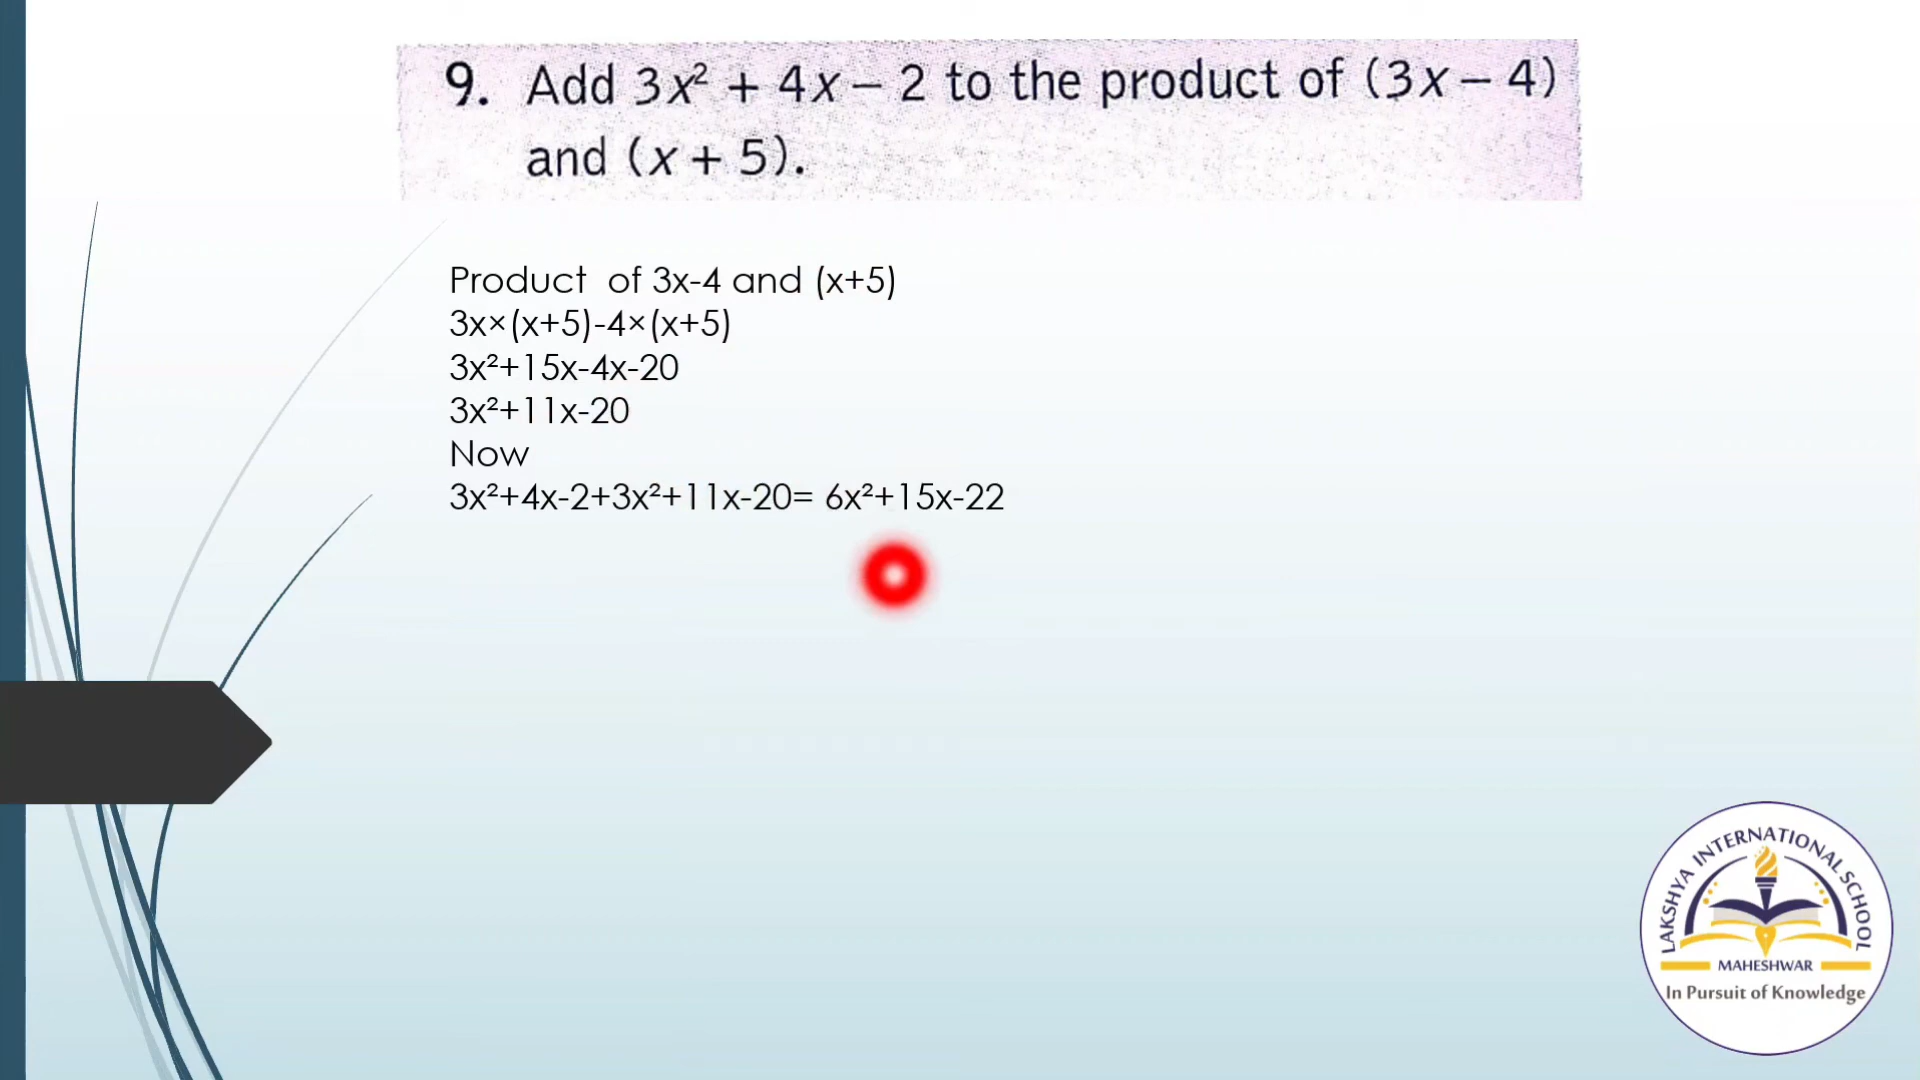 9. Add 3x² + 4x – 2 to the product of (3x – 4)
and (x + 5).
Product of 3x-4 and (x+5)
3x×(x+5)-4×(x+5)
3x²+15x-4x-20
3x²+11x-20
Now
3x²+4x-2+3x²+11x-20= 6x²+15x-22
LAKSHYA INTERNATIONAL SCHOOL
MAHESHWAR
In Pursuit of Knowledge